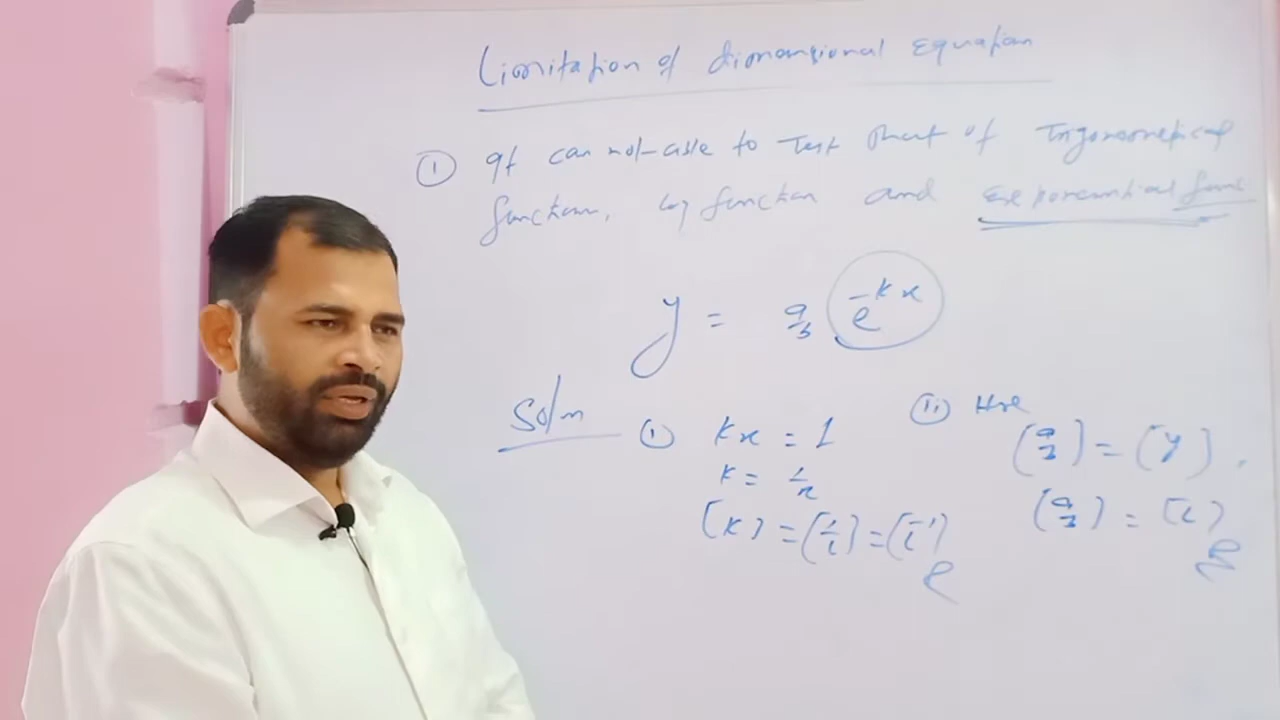 Limitation of dimensional Equation
① It can not able to Test that of Trigonometrical
function, log function and exponential func
y = a/3 e^-kx
Soln ① kx = 1
k = 1/x
[k] = [1/L] = [L^-1]
② Here
[a/3] = [y]
[a/3] = [L]